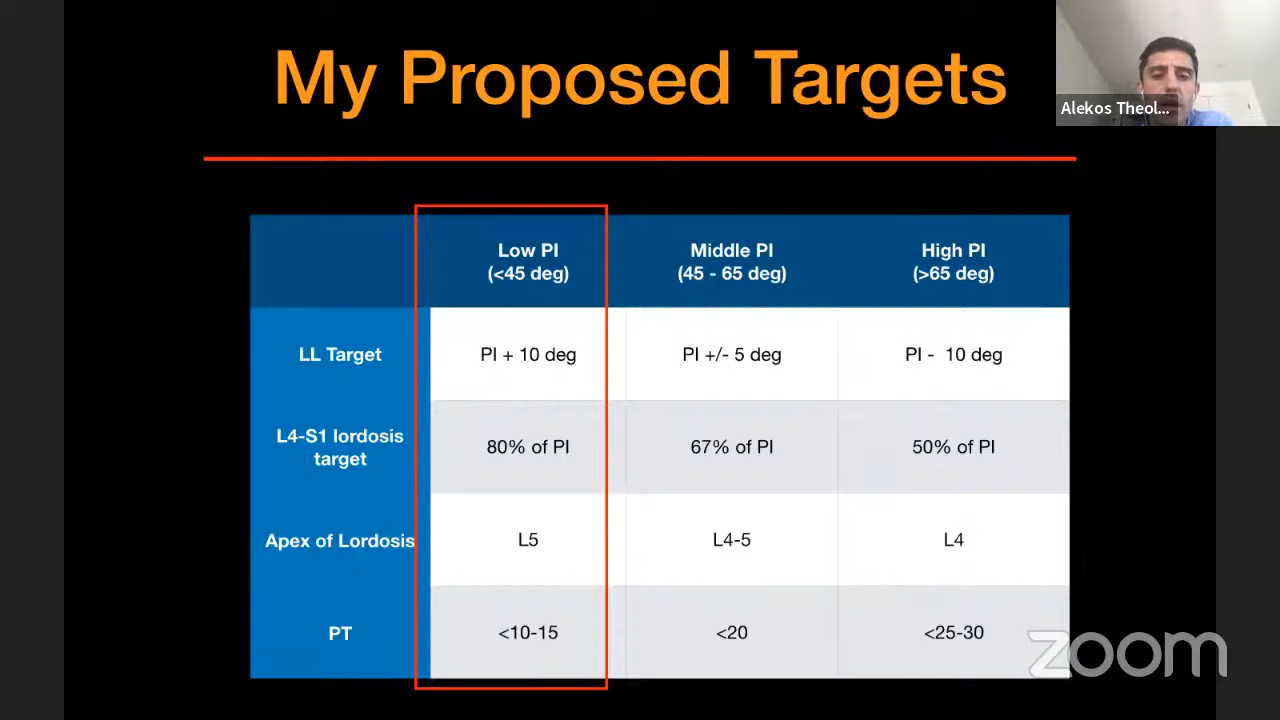 My Proposed Targets
Alekos Theol...
Low PI Middle PI High PI
(<45 deg) (45 - 65 deg) (>65 deg)
LL Target PI + 10 deg PI +/- 5 deg PI - 10 deg
L4-S1 lordosis
target 80% of PI 67% of PI 50% of PI
Apex of Lordosis L5 L4-5 L4
PT <10-15 <20 <25-30
zoom